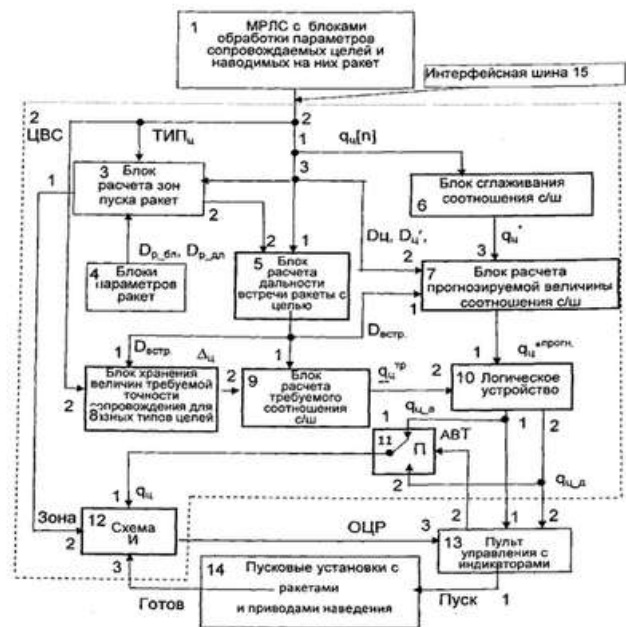 1 МРЛС с блоками
обработки параметров
сопровождаемых целей и
наводимых на них ракет
Интерфейсная шина 15
2
ЦВС
ТИПц
2
1
3
qц[n]
1
3 Блок
расчета зон
пуска ракет
2
6 Блок сглаживания
соотношения с/ш
Dр_бл, Dр_дл
4 Блоки
параметров
ракет
2
1
5 Блок
расчета
дальности
встречи ракеты с
целью
Dц, Dц',
qц*
2
3
7 Блок расчета
прогнозируемой величины
соотношения с/ш
1
Dвстр.
Dвстр.
1
Δц
1
1
qц*прогн.
Блок хранения
величин требуемой
точности
8 сопровождения для
разных типов целей
2
2
9 Блок
расчета
требуемого
соотношения
с/ш
qцтр
2
10 Логическое
устройство
1
2
qц_а
1
11
П
АВТ
2
qц_д
1
qц
Зона
2
12 Схема
И
3
ОЦР
3
2
1
2
13 Пульт
управления с
индикаторами
1
14 Пусковые установки с
ракетами
и приводами наведения
Готов
Пуск